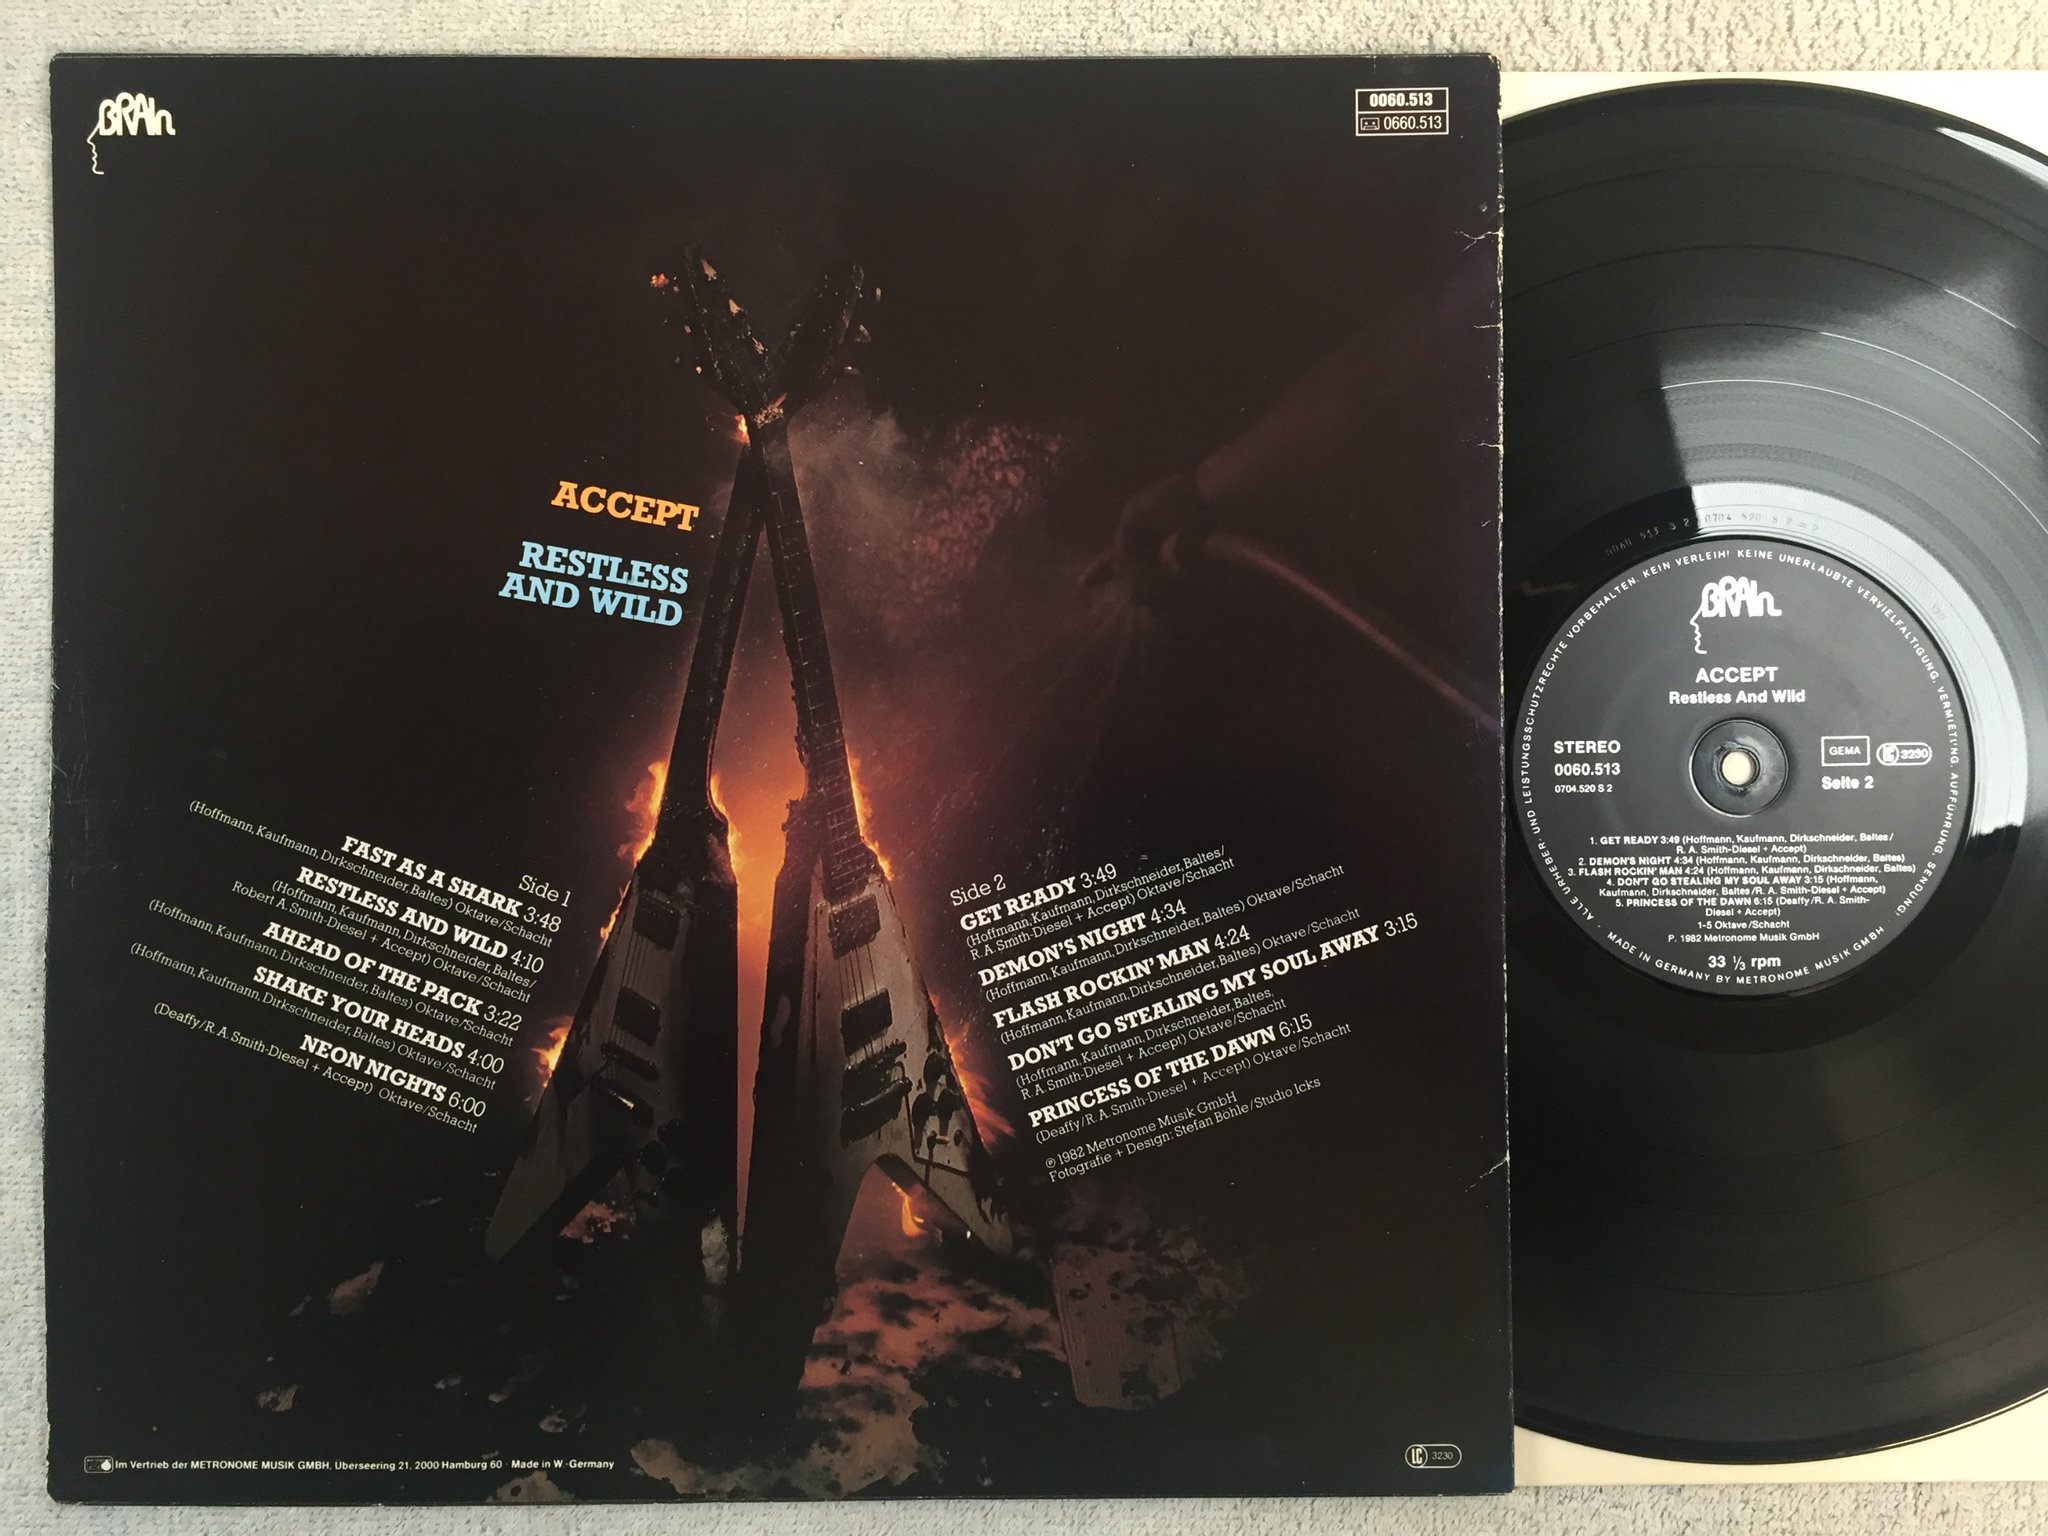 BRAIn
0060.513
0660.513
ACCEPT
RESTLESS
AND WILD
Side 1
FAST AS A SHARK 3:48
(Hoffmann, Kaufmann, Dirkschneider, Baltes) Oktave/Schacht
RESTLESS AND WILD 4:10
(Hoffmann, Kaufmann, Dirkschneider, Baltes/
Robert A. Smith-Diesel + Accept) Oktave/Schacht
AHEAD OF THE PACK 3:22
(Hoffmann, Kaufmann, Dirkschneider, Baltes) Oktave/Schacht
SHAKE YOUR HEADS 4:00
(Hoffmann, Kaufmann, Dirkschneider, Baltes) Oktave/Schacht
NEON NIGHTS 6:00
(Deaffy/R. A. Smith-Diesel + Accept) Oktave/Schacht
Side 2
GET READY 3:49
(Hoffmann, Kaufmann, Dirkschneider, Baltes/
R. A. Smith-Diesel + Accept) Oktave/Schacht
DEMON'S NIGHT 4:34
(Hoffmann, Kaufmann, Dirkschneider, Baltes) Oktave/Schacht
FLASH ROCKIN' MAN 4:24
(Hoffmann, Kaufmann, Dirkschneider, Baltes) Oktave/Schacht
DON'T GO STEALING MY SOUL AWAY 3:15
(Hoffmann, Kaufmann, Dirkschneider, Baltes,
R. A. Smith-Diesel + Accept) Oktave/Schacht
PRINCESS OF THE DAWN 6:15
(Deaffy/R. A. Smith-Diesel + Accept) Oktave/Schacht
℗ 1982 Metronome Musik GmbH
Fotografie + Design: Stefan Böhle/Studio Icks
Im Vertrieb der METRONOME MUSIK GMBH, Überseering 21, 2000 Hamburg 60 · Made in W.-Germany
LC 3230
0060 513 S 2 0704 520 S 2 = 2
ALLE URHEBER- UND LEISTUNGSSCHUTZRECHTE VORBEHALTEN. KEIN VERLEIH! KEINE UNERLAUBTE VERVIELFÄLTIGUNG, VERMIETUNG, AUFFÜHRUNG, SENDUNG!
BRAIn
ACCEPT
Restless And Wild
STEREO
0060.513
0704.520 S 2
GEMA
LC 3230
Seite 2
1. GET READY 3:49 (Hoffmann, Kaufmann, Dirkschneider, Baltes/
R. A. Smith-Diesel + Accept)
2. DEMON'S NIGHT 4:34 (Hoffmann, Kaufmann, Dirkschneider, Baltes)
3. FLASH ROCKIN' MAN 4:24 (Hoffmann, Kaufmann, Dirkschneider, Baltes)
4. DON'T GO STEALING MY SOUL AWAY 3:15 (Hoffmann,
Kaufmann, Dirkschneider, Baltes/R. A. Smith-Diesel + Accept)
5. PRINCESS OF THE DAWN 6:15 (Deaffy/R. A. Smith-
Diesel + Accept)
1-5 Oktave/Schacht
P. 1982 Metronome Musik GmbH
33 ⅓ rpm
· MADE IN GERMANY BY METRONOME MUSIK GMBH ·